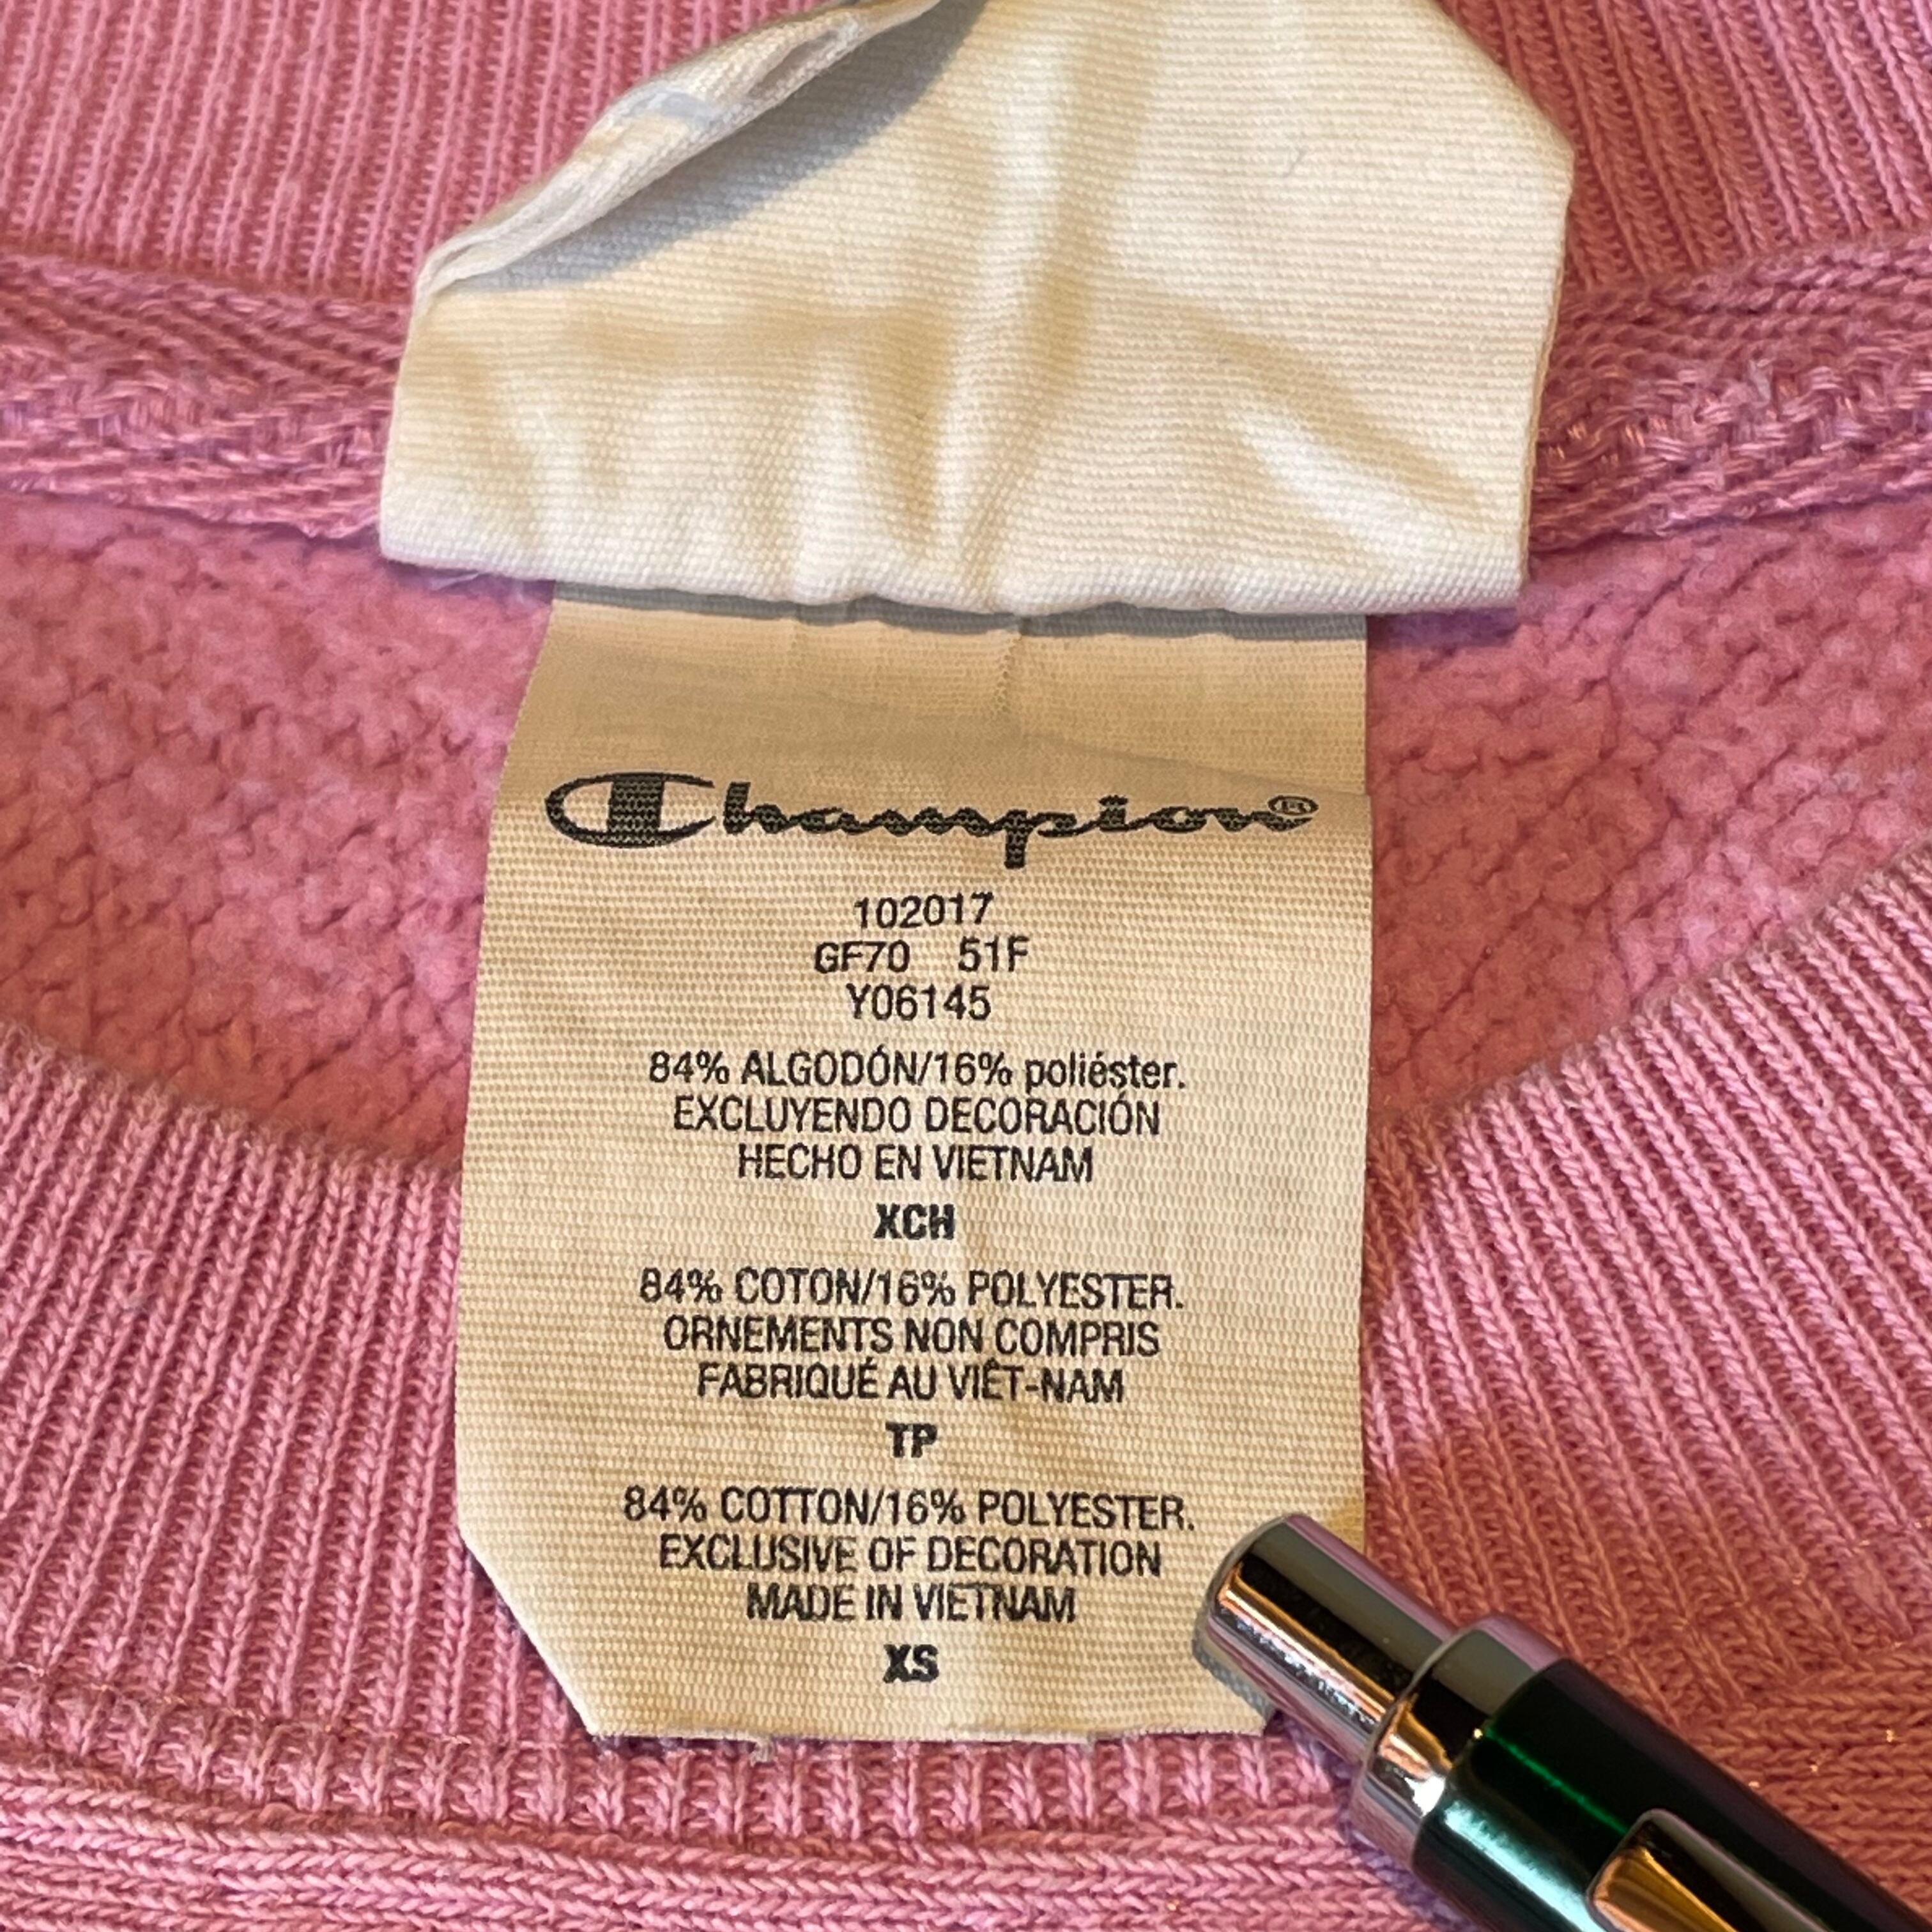 Champion®
102017
GF70 51F
Y06145
84% ALGODÓN/16% poliéster.
EXCLUYENDO DECORACIÓN
HECHO EN VIETNAM
XCH
84% COTON/16% POLYESTER.
ORNEMENTS NON COMPRIS
FABRIQUÉ AU VIÊT-NAM
TP
84% COTTON/16% POLYESTER.
EXCLUSIVE OF DECORATION
MADE IN VIETNAM
XS